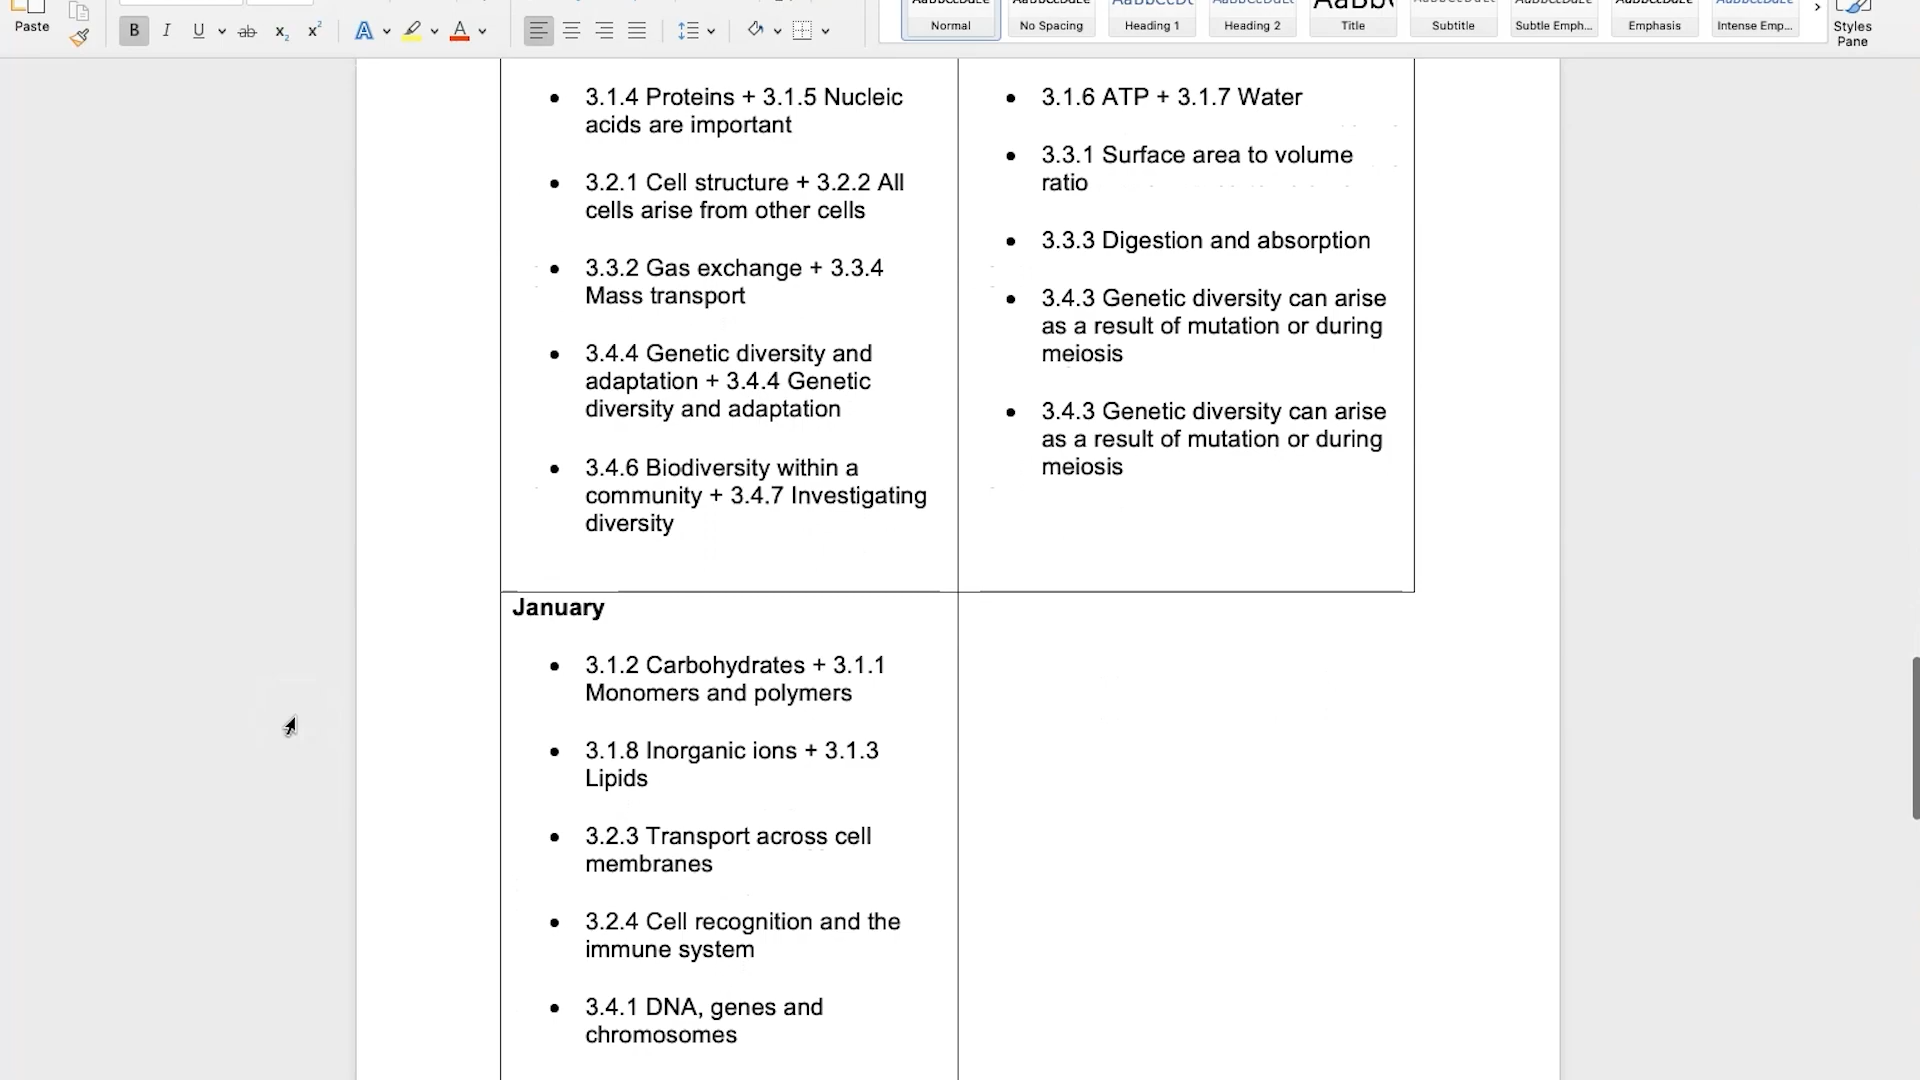 Paste
B I U ab x₂ x² A A
AaBbCcDdEe AaBbCcDdEe AaBbCcDc AaBbCcDdEe AaBb( AaBbCcDdEe AaBbCcDdEe AaBbCcDdEe AaBbCcDdEe
Normal No Spacing Heading 1 Heading 2 Title Subtitle Subtle Emph... Emphasis Intense Emp... Styles
Pane
3.1.4 Proteins + 3.1.5 Nucleic
acids are important
3.2.1 Cell structure + 3.2.2 All
cells arise from other cells
3.3.2 Gas exchange + 3.3.4
Mass transport
3.4.4 Genetic diversity and
adaptation + 3.4.4 Genetic
diversity and adaptation
3.4.6 Biodiversity within a
community + 3.4.7 Investigating
diversity
3.1.6 ATP + 3.1.7 Water
3.3.1 Surface area to volume
ratio
3.3.3 Digestion and absorption
3.4.3 Genetic diversity can arise
as a result of mutation or during
meiosis
3.4.3 Genetic diversity can arise
as a result of mutation or during
meiosis
January
3.1.2 Carbohydrates + 3.1.1
Monomers and polymers
3.1.8 Inorganic ions + 3.1.3
Lipids
3.2.3 Transport across cell
membranes
3.2.4 Cell recognition and the
immune system
3.4.1 DNA, genes and
chromosomes